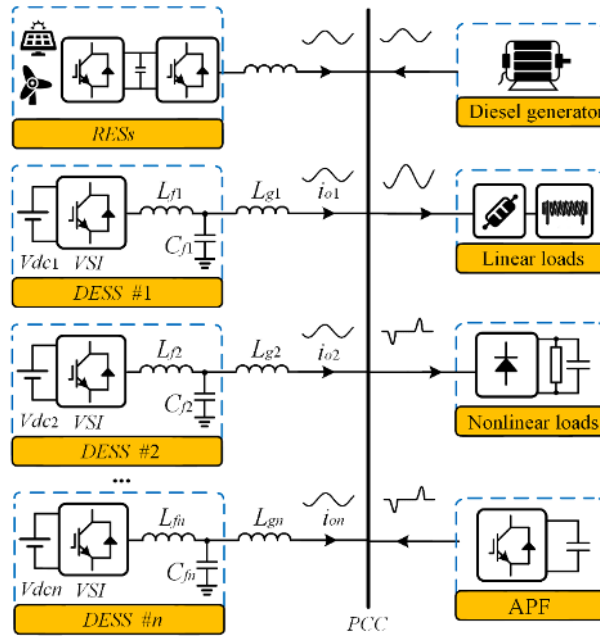 RESs
Diesel generator
Lf1
Lg1
io1
Cf1
Vdc1
VSI
DESS #1
Linear loads
Lf2
Lg2
io2
Cf2
Vdc2
VSI
DESS #2
Nonlinear loads
...
Lfn
Lgn
ion
Cfn
Vdcn
VSI
DESS #n
PCC
APF